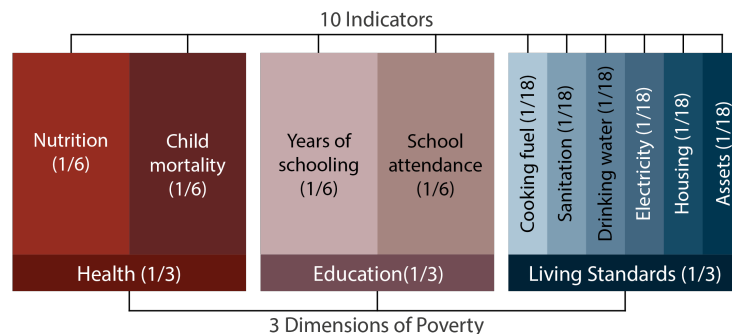 10 Indicators
Nutrition
(1/6)
Child
mortality
(1/6)
Years of
schooling
(1/6)
School
attendance
(1/6)
Cooking fuel (1/18)
Sanitation (1/18)
Drinking water (1/18)
Electricity (1/18)
Housing (1/18)
Assets (1/18)
Health (1/3)
Education(1/3)
Living Standards (1/3)
3 Dimensions of Poverty